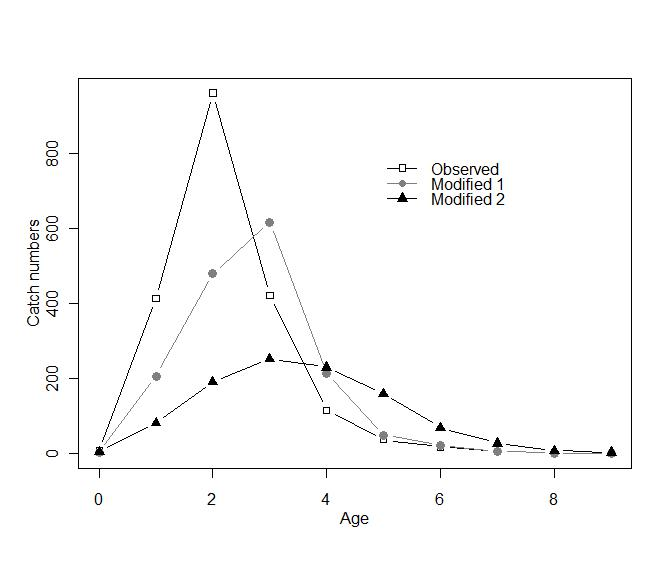 Observed
Modified 1
Modified 2
Catch numbers
800
600
400
200
0
0 2 4 6 8
Age